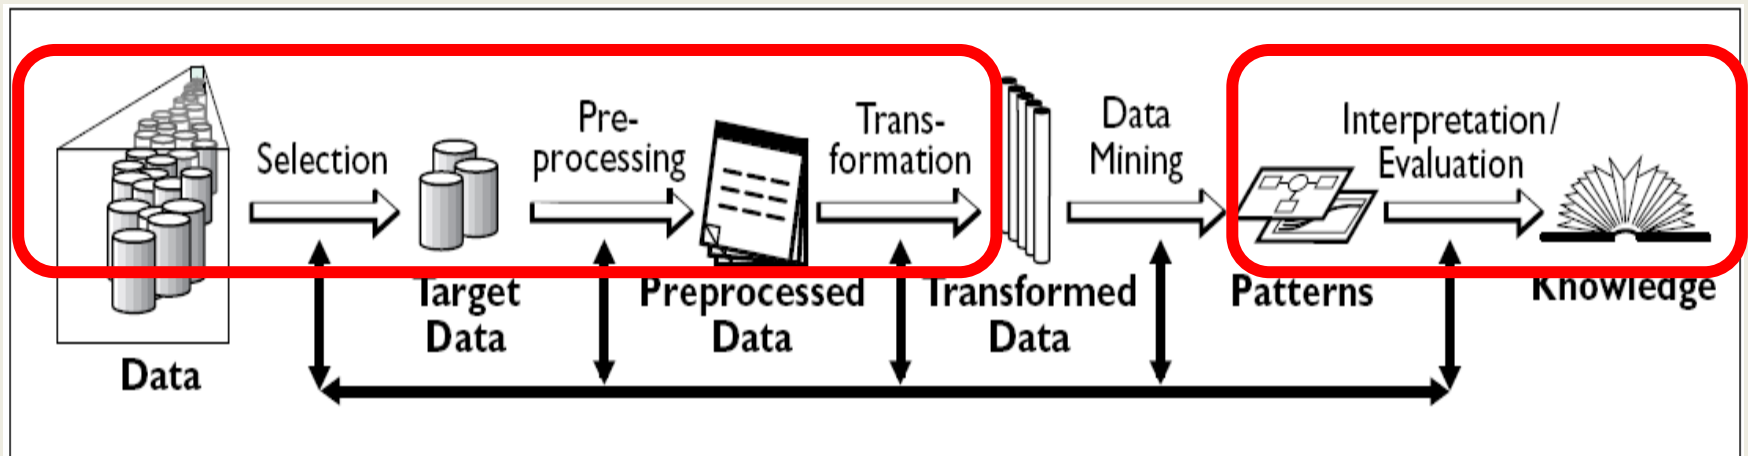 Selection
Pre-
processing
Trans-
formation
Data
Mining
Interpretation/
Evaluation
Data
Target
Data
Preprocessed
Data
Transformed
Data
Patterns
Knowledge